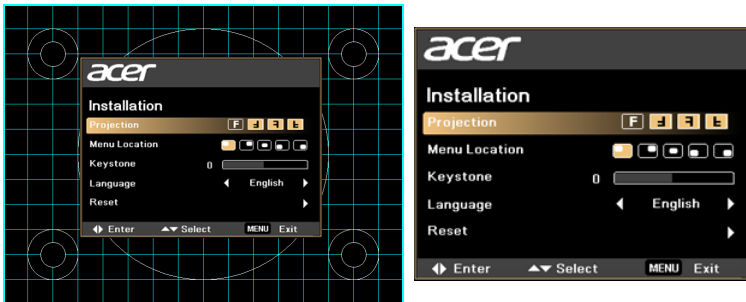 acer
Installation
Projection F F F F
Menu Location
Keystone 0
Language English
Reset
Enter Select MENU Exit
acer
Installation
Projection F F F F
Menu Location
Keystone 0
Language English
Reset
Enter Select MENU Exit